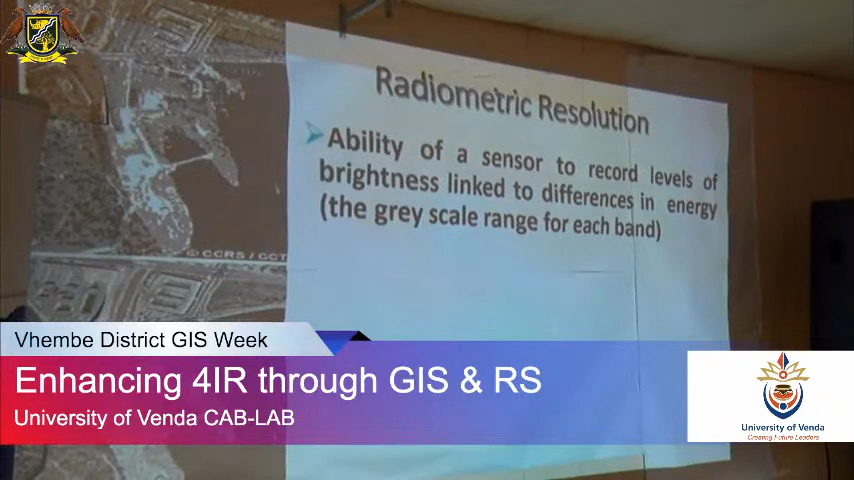 Radiometric Resolution
Ability of a sensor to record levels of
brightness linked to differences in energy
(the grey scale range for each band)
© CCRS / CCT
Vhembe District GIS Week
Enhancing 4IR through GIS & RS
University of Venda CAB-LAB
University of Venda
Creating Future Leaders